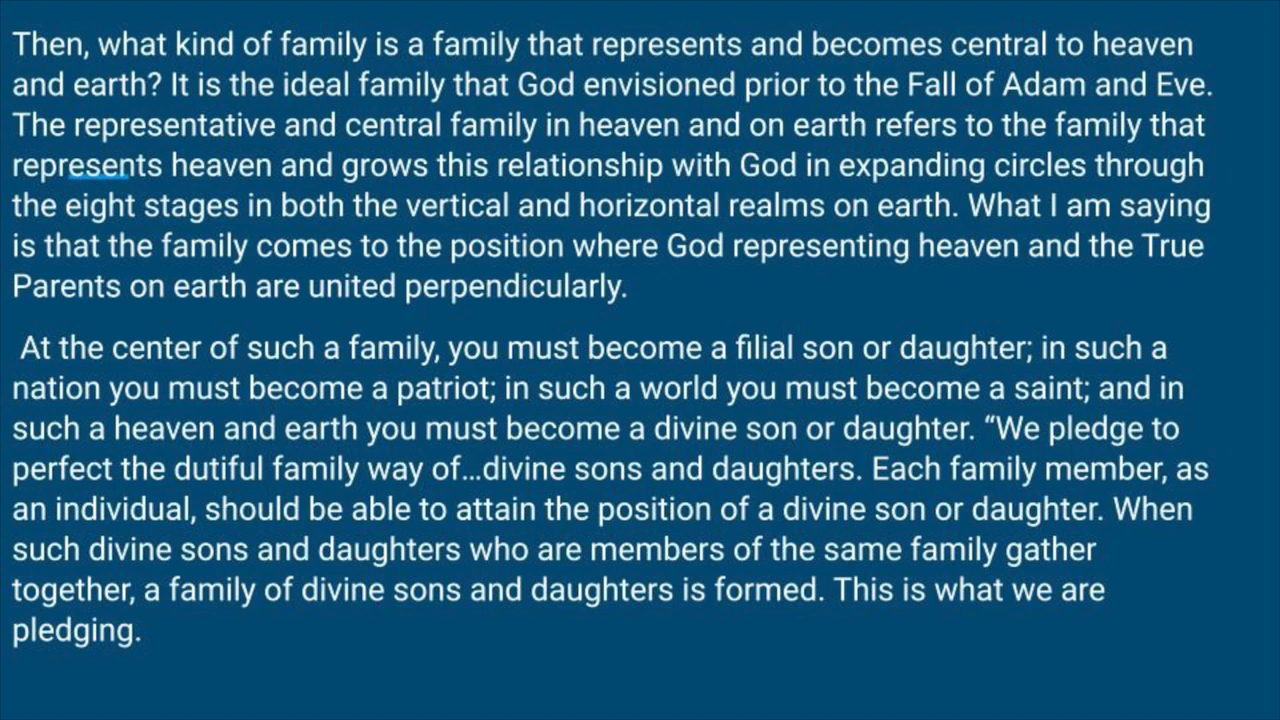 Then, what kind of family is a family that represents and becomes central to heaven
and earth? It is the ideal family that God envisioned prior to the Fall of Adam and Eve.
The representative and central family in heaven and on earth refers to the family that
represents heaven and grows this relationship with God in expanding circles through
the eight stages in both the vertical and horizontal realms on earth. What I am saying
is that the family comes to the position where God representing heaven and the True
Parents on earth are united perpendicularly.
At the center of such a family, you must become a filial son or daughter; in such a
nation you must become a patriot; in such a world you must become a saint; and in
such a heaven and earth you must become a divine son or daughter. “We pledge to
perfect the dutiful family way of…divine sons and daughters. Each family member, as
an individual, should be able to attain the position of a divine son or daughter. When
such divine sons and daughters who are members of the same family gather
together, a family of divine sons and daughters is formed. This is what we are
pledging.